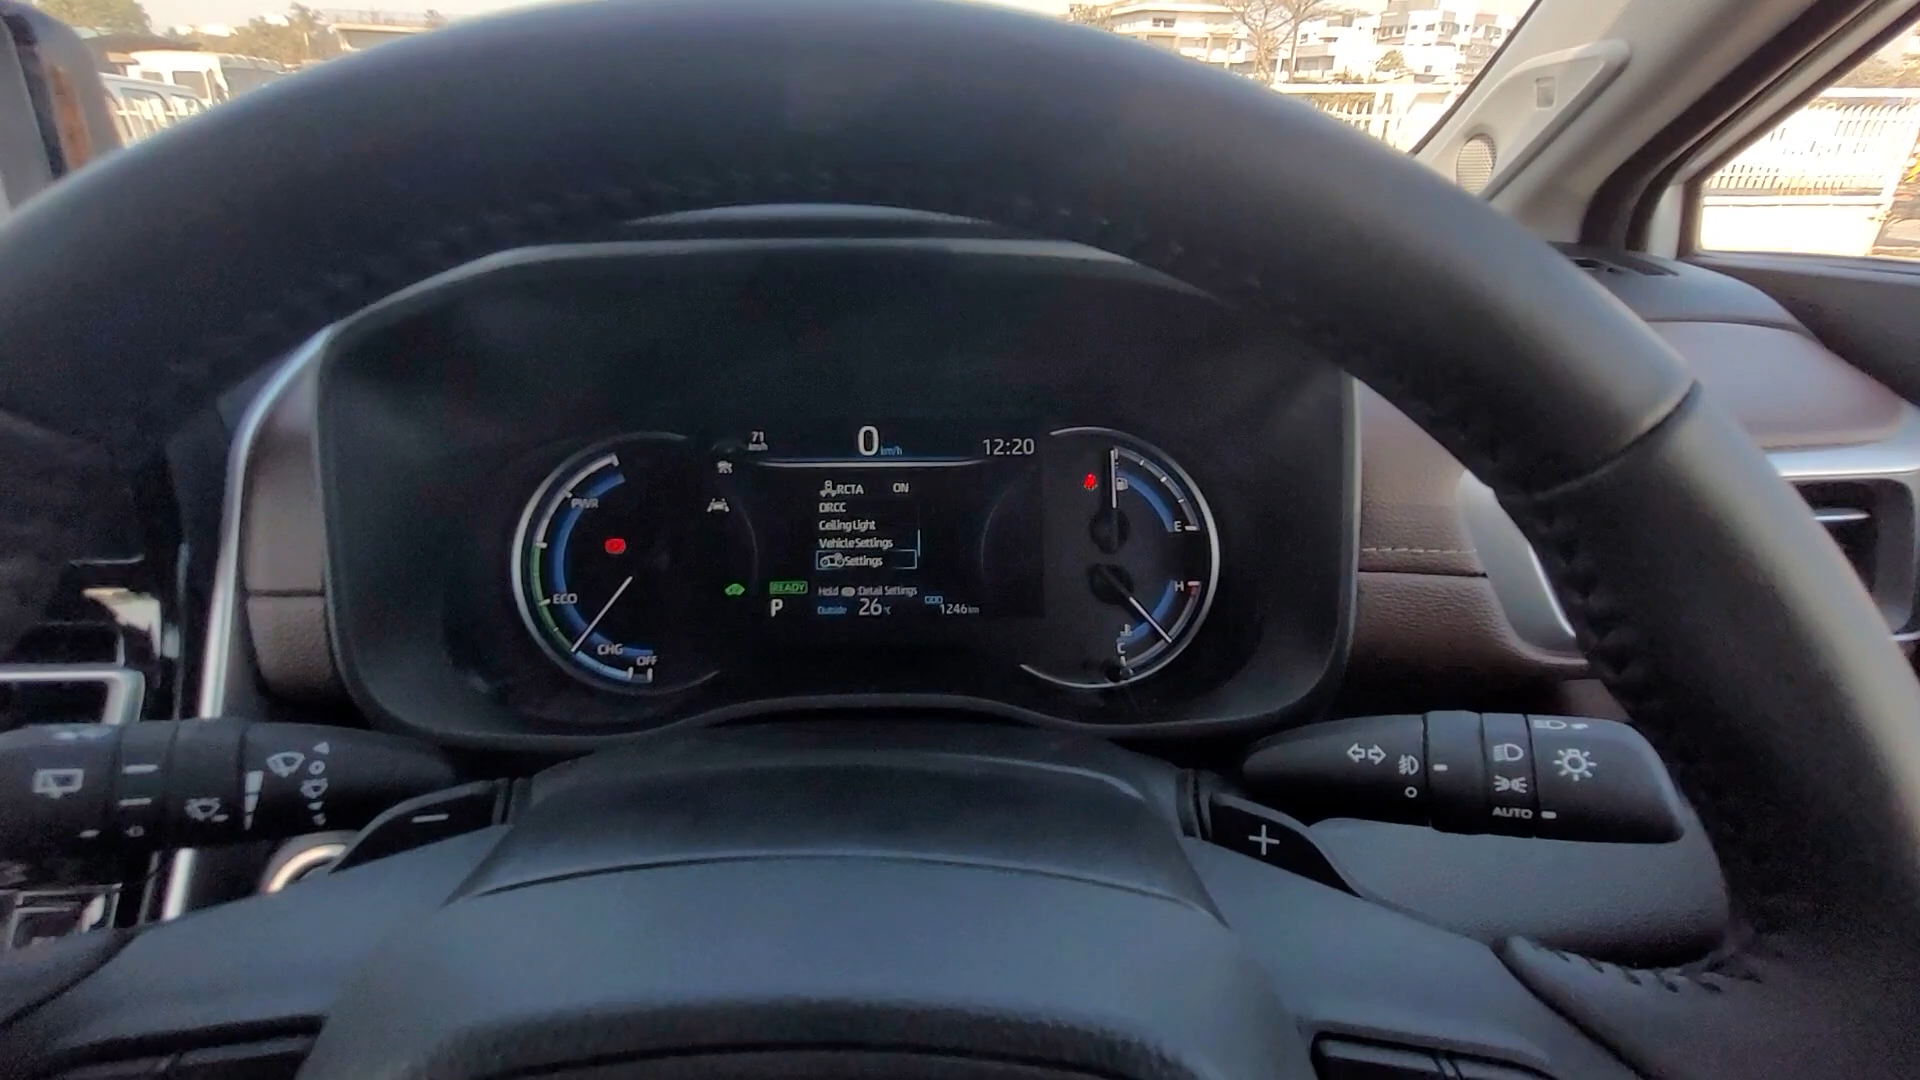 71
km/h
0 km/h
12:20
RCTA ON
DRCC
Ceiling Light
Vehicle Settings
Settings
Hold Detail Settings
READY
P
Outside 26 °C
1246 km
PWR
ECO
CHG
OFF
E
H
C
−
+
AUTO